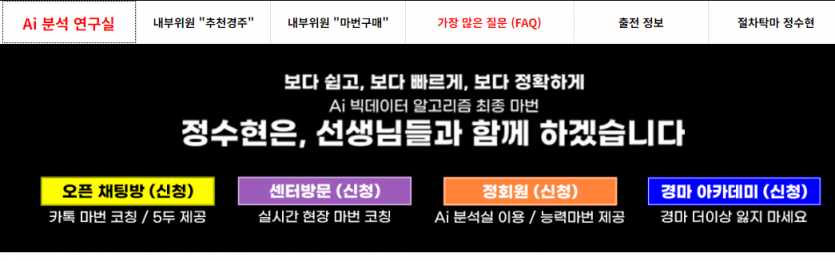 Ai 분석 연구실
내부위원 "추천경주"
내부위원 "마번구매"
가장 많은 질문 (FAQ)
출전 정보
절차탁마 정수현
보다 쉽고, 보다 빠르게, 보다 정확하게
Ai 빅데이터 알고리즘 최종 마번
정수현은, 선생님들과 함께 하겠습니다
오픈 채팅방 (신청)
센터방문 (신청)
정회원 (신청)
경마 아카데미 (신청)
카톡 마번 코칭 / 5두 제공
실시간 현장 마번 코칭
Ai 분석실 이용 / 능력마번 제공
경마 더이상 잃지 마세요